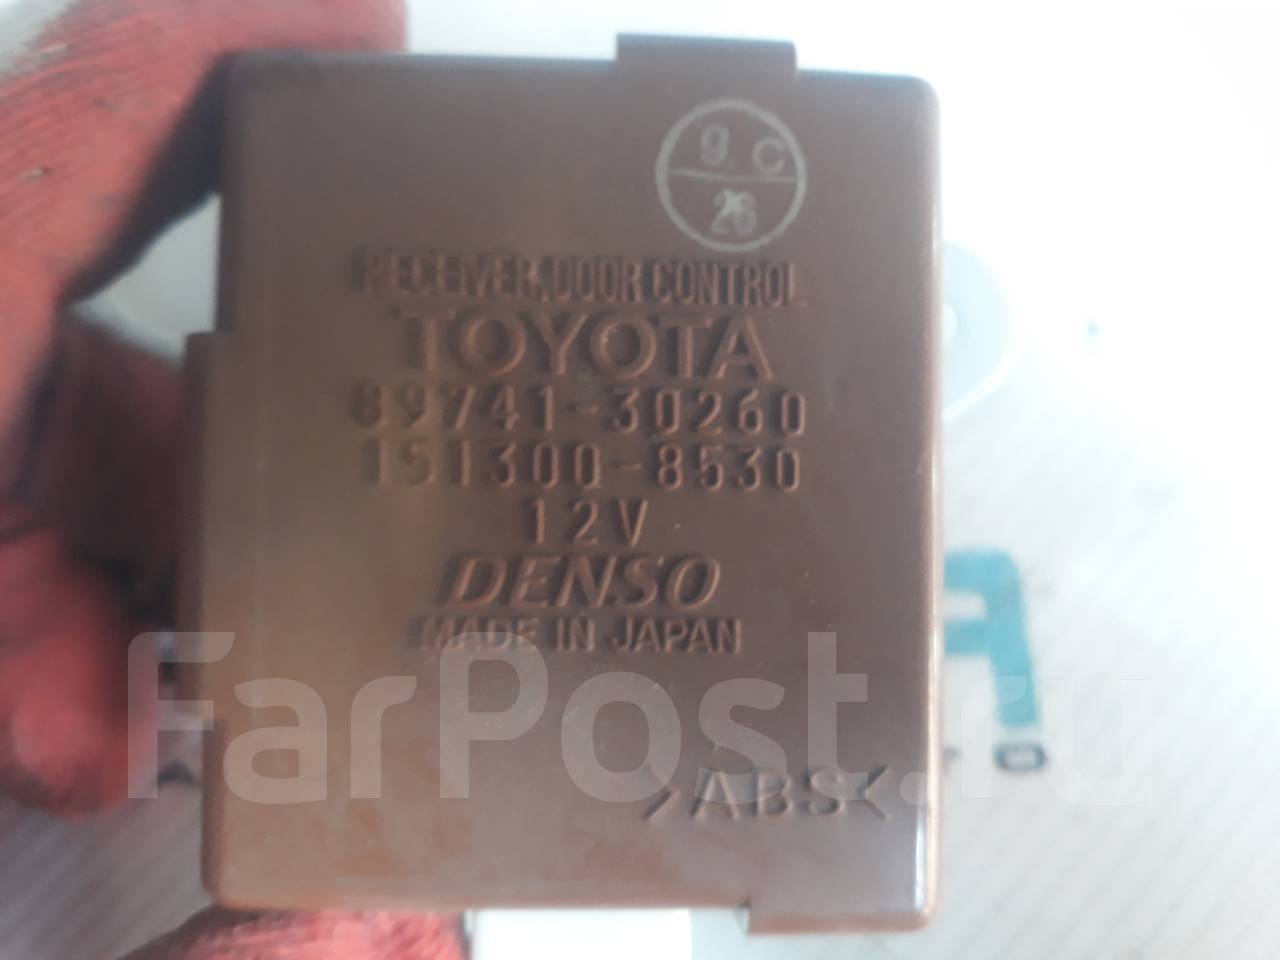 9 C
26
RECEIVER, DOOR CONTROL
TOYOTA
89741-30260
151300-8530
12V
DENSO
MADE IN JAPAN
FarPost.ru
>ABS<